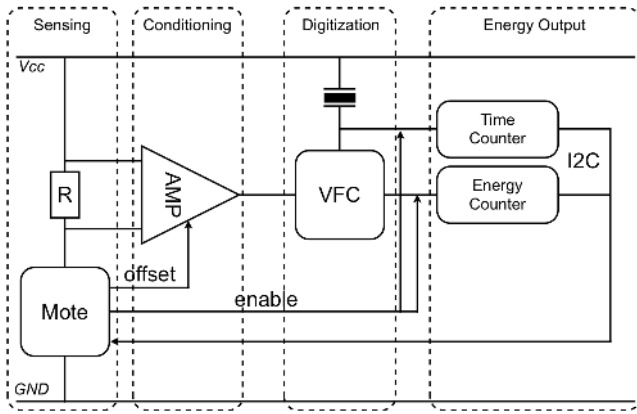 Sensing
Conditioning
Digitization
Energy Output
Vcc
Time
Counter
I2C
R
AMP
VFC
Energy
Counter
offset
Mote
enable
GND